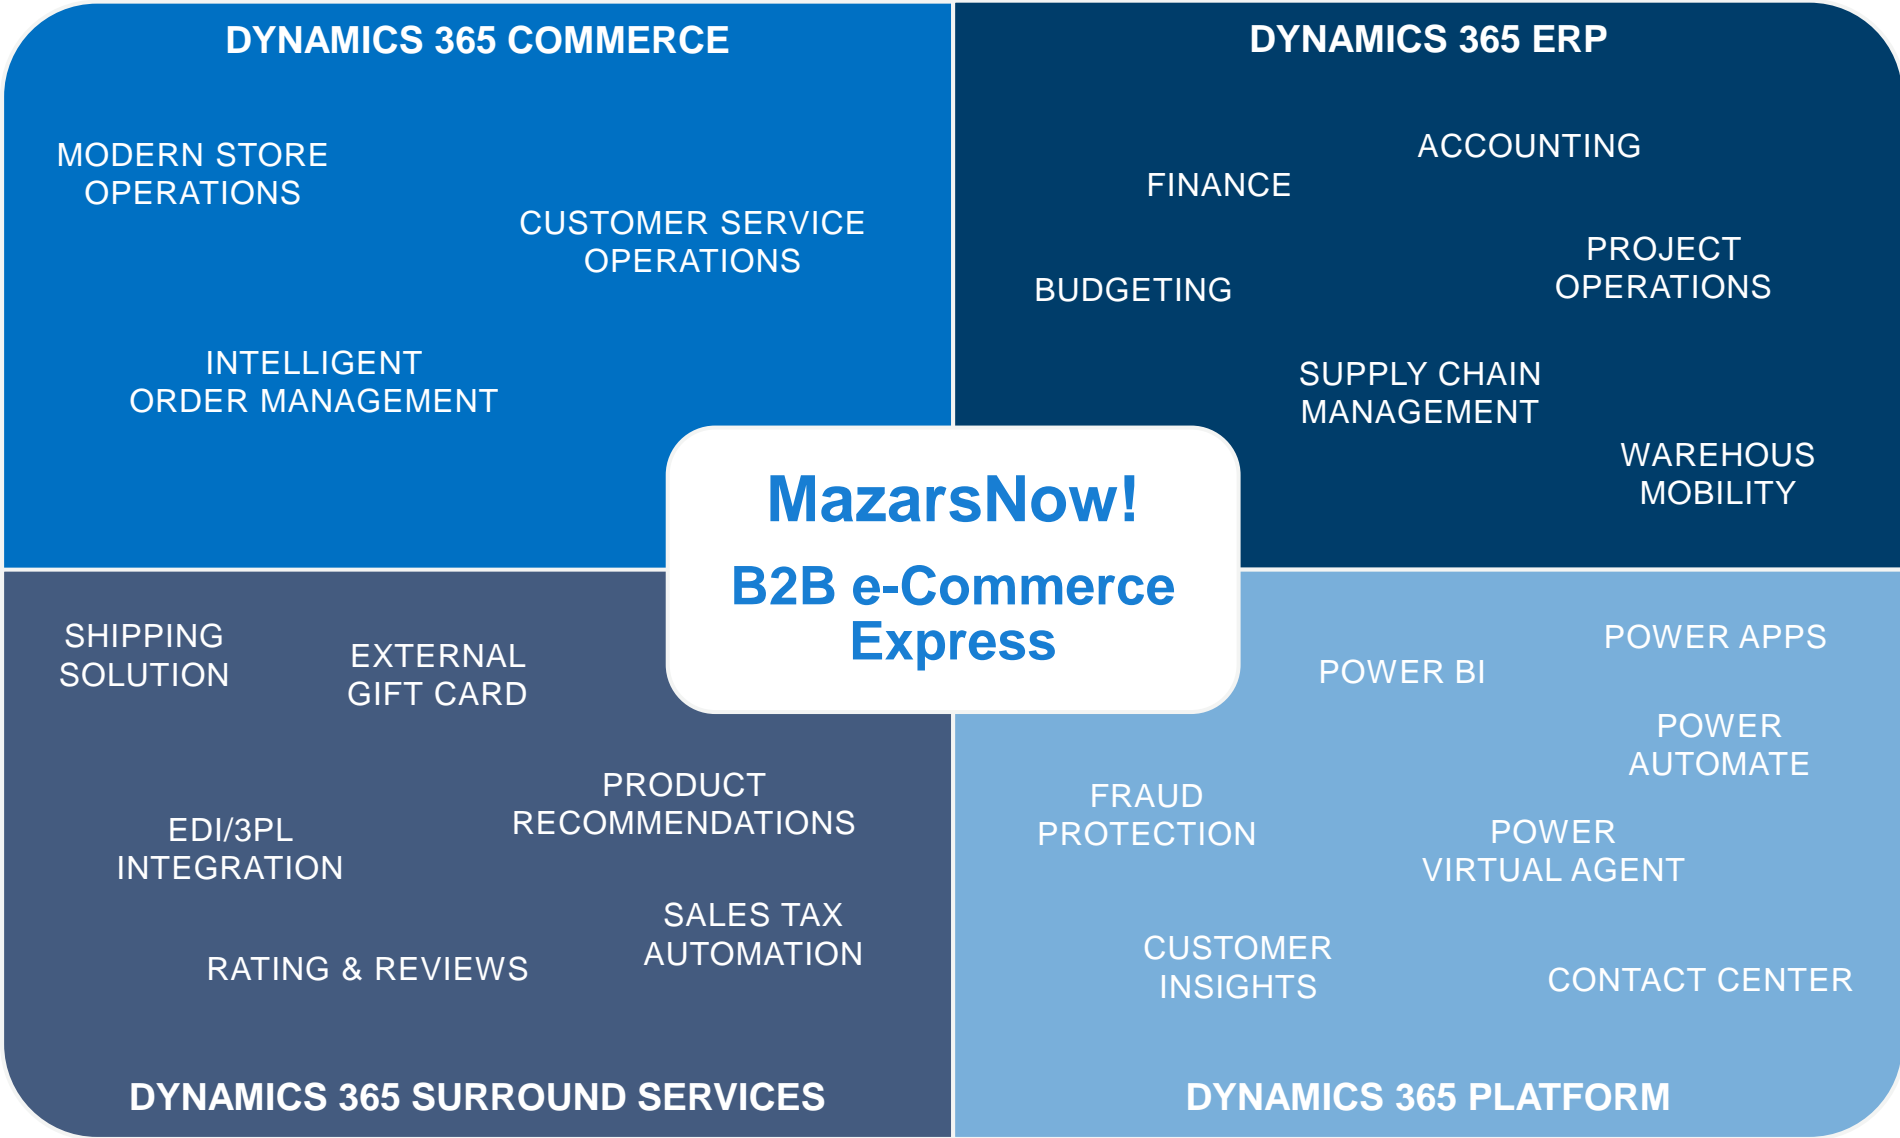 DYNAMICS 365 COMMERCE
MODERN STORE
OPERATIONS
CUSTOMER SERVICE
OPERATIONS
INTELLIGENT
ORDER MANAGEMENT
DYNAMICS 365 ERP
ACCOUNTING
FINANCE
PROJECT
OPERATIONS
BUDGETING
SUPPLY CHAIN
MANAGEMENT
WAREHOUS
MOBILITY
MazarsNow!
B2B e-Commerce
Express
SHIPPING
SOLUTION
EXTERNAL
GIFT CARD
PRODUCT
RECOMMENDATIONS
EDI/3PL
INTEGRATION
SALES TAX
AUTOMATION
RATING & REVIEWS
DYNAMICS 365 SURROUND SERVICES
POWER APPS
POWER BI
POWER
AUTOMATE
FRAUD
PROTECTION
POWER
VIRTUAL AGENT
CUSTOMER
INSIGHTS
CONTACT CENTER
DYNAMICS 365 PLATFORM